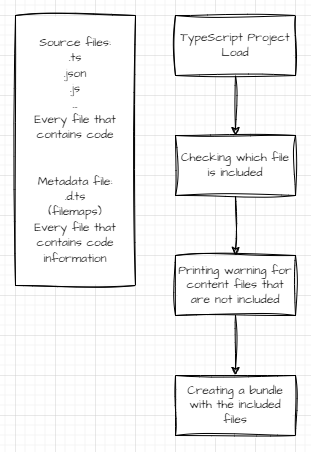 Source files:
.ts
.json
.js
...
Every file that
contains code
Metadata file:
.d.ts
(filemaps)
Every file that
contains code
information
TypeScript Project
Load
Checking which file
is included
Printing warning for
content files that
are not included
Creating a bundle
with the included
files